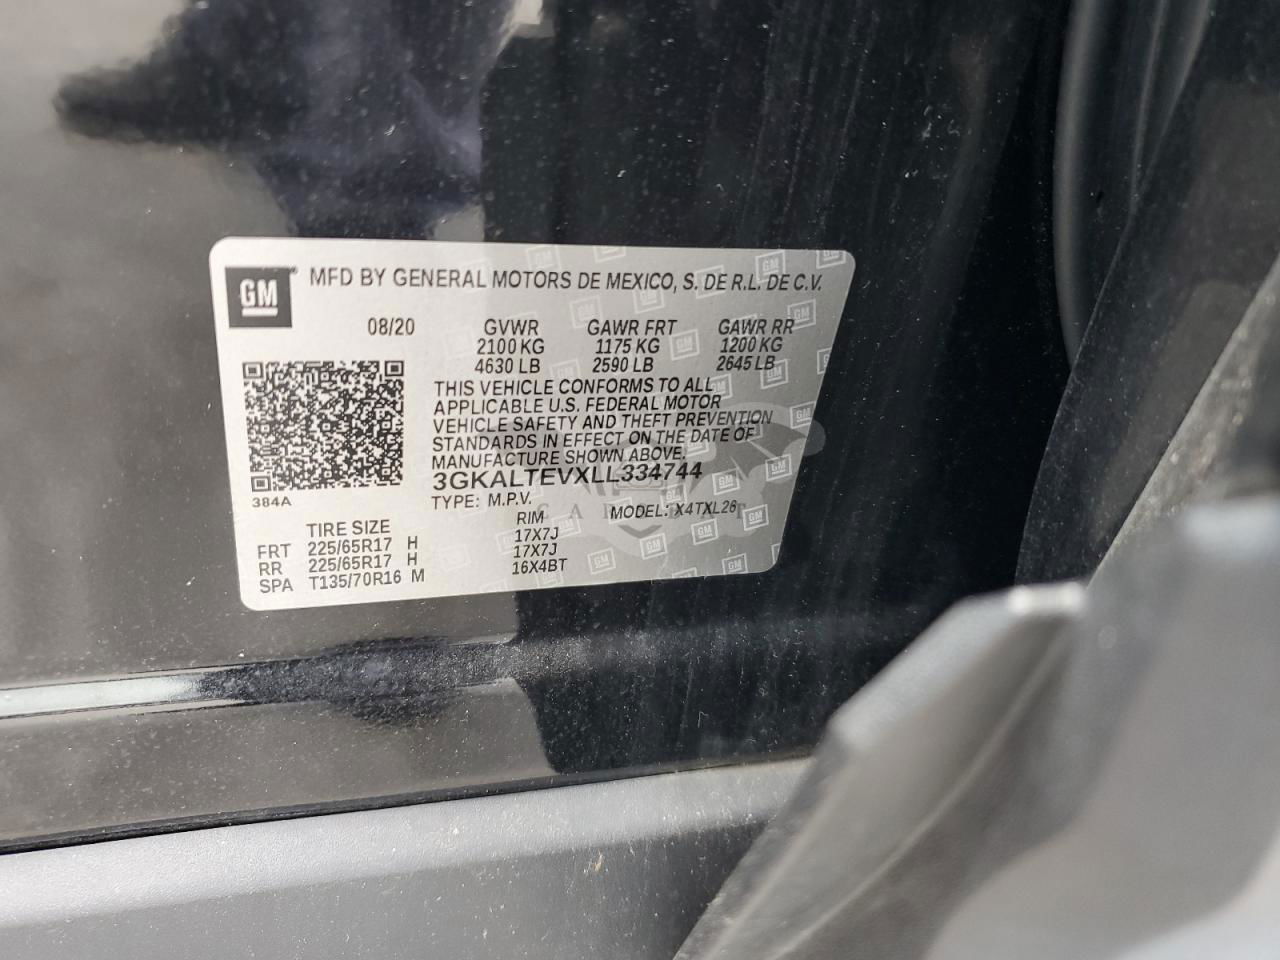 GM
MFD BY GENERAL MOTORS DE MEXICO, S. DE R.L. DE C.V.
08/20 GVWR GAWR FRT GAWR RR
2100 KG 1175 KG 1200 KG
4630 LB 2590 LB 2645 LB
THIS VEHICLE CONFORMS TO ALL
APPLICABLE U.S. FEDERAL MOTOR
VEHICLE SAFETY AND THEFT PREVENTION
STANDARDS IN EFFECT ON THE DATE OF
MANUFACTURE SHOWN ABOVE.
3GKALTEVXLL334744
384A
TYPE: M.P.V. MODEL: X4TXL26
TIRE SIZE RIM
FRT 225/65R17 H 17X7J
RR 225/65R17 H 17X7J
SPA T135/70R16 M 16X4BT